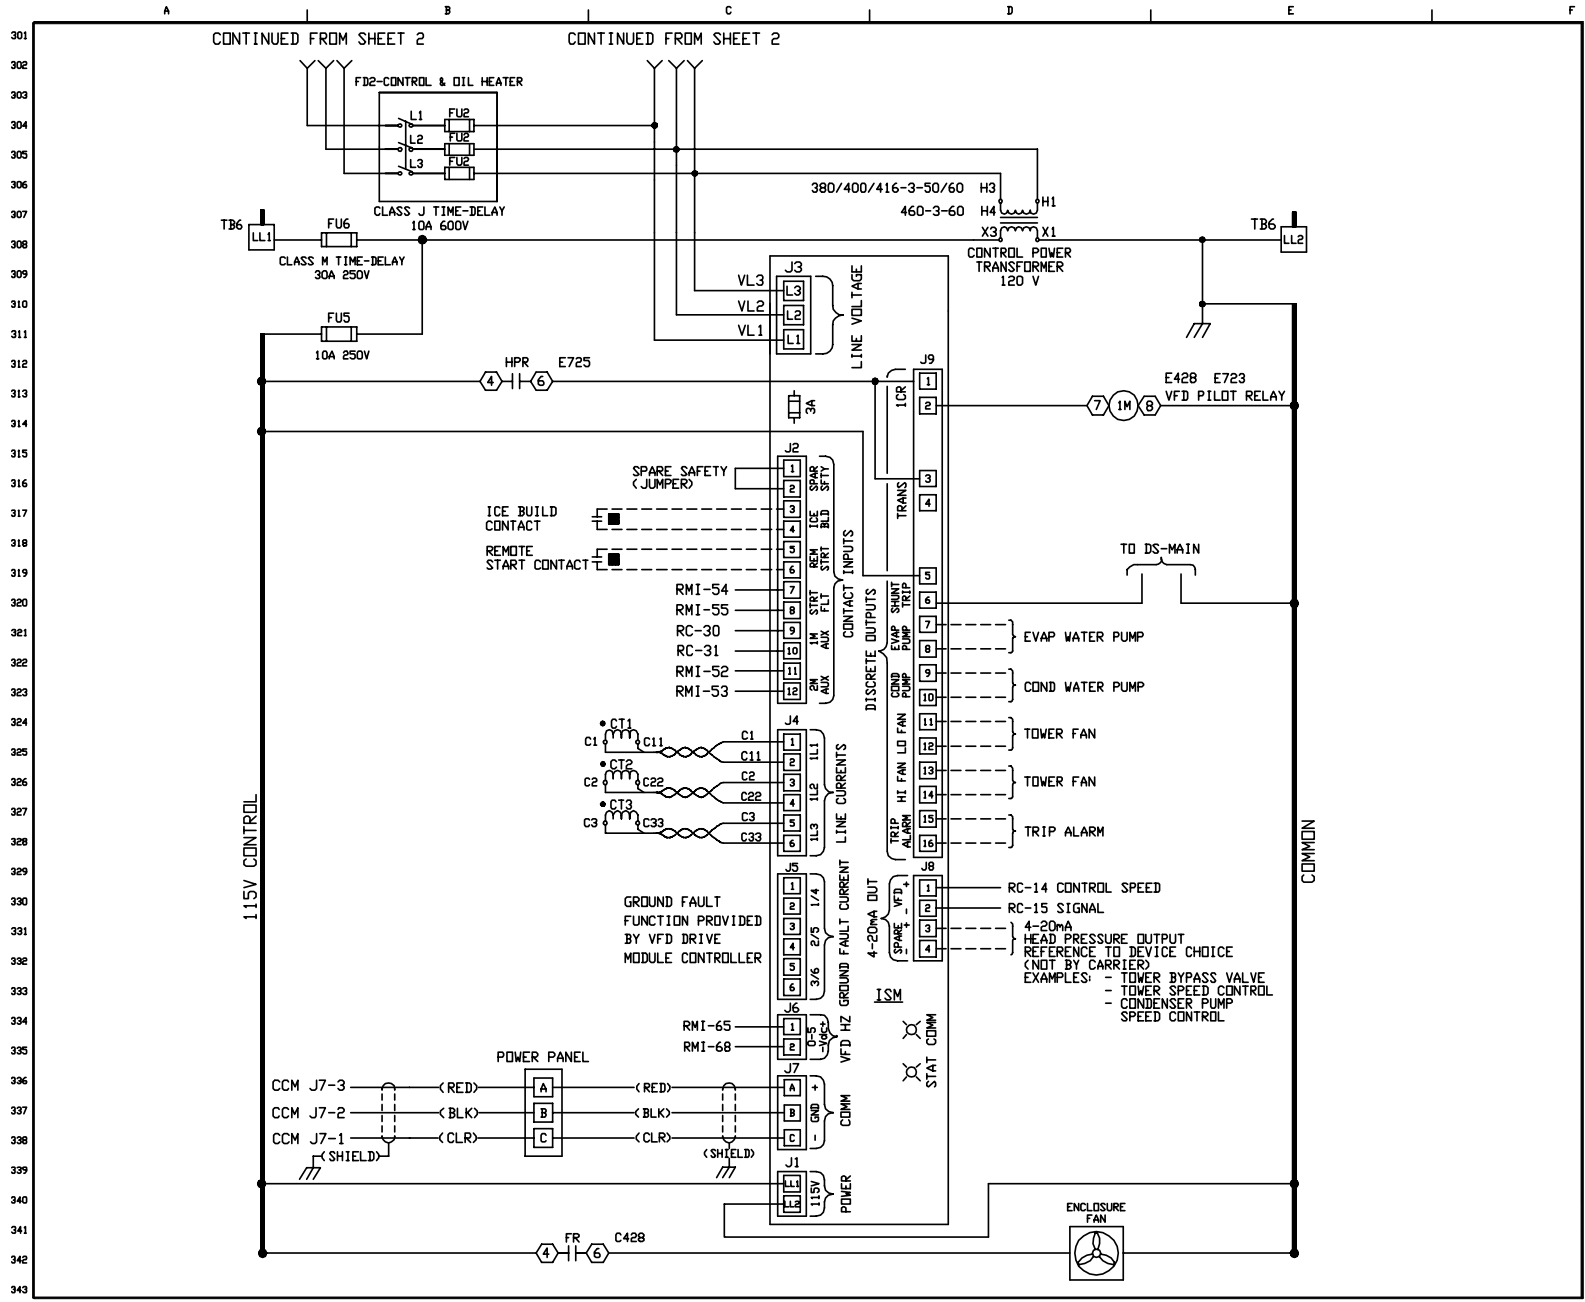 A B C D E F
301
302
303
304
305
306
307
308
309
310
311
312
313
314
315
316
317
318
319
320
321
322
323
324
325
326
327
328
329
330
331
332
333
334
335
336
337
338
339
340
341
342
343
CONTINUED FROM SHEET 2
CONTINUED FROM SHEET 2
FD2-CONTROL & OIL HEATER
L1 FU2
L2 FU2
L3 FU2
CLASS J TIME-DELAY
10A 600V
380/400/416-3-50/60 H3
460-3-60 H4
H1
X3 X1
CONTROL POWER
TRANSFORMER
120 V
TB6
LL1
FU6
CLASS M TIME-DELAY
30A 250V
TB6
LL2
FU5
10A 250V
VL3
VL2
VL1
J3
L3
L2
L1
LINE VOLTAGE
4 HPR 6 E725
3A
J9
1
2
3
4
5
6
7
8
9
10
11
12
13
14
15
16
1CR
TRANS
SHUNT
TRIP
EVAP
PUMP
COND
PUMP
LO FAN
HI FAN
TRIP
ALARM
DISCRETE OUTPUTS
E428 E723
VFD PILOT RELAY
7 1M 8
TO DS-MAIN
EVAP WATER PUMP
COND WATER PUMP
TOWER FAN
TOWER FAN
TRIP ALARM
J2
1
2
3
4
5
6
7
8
9
10
11
12
SPAR
SFTY
ICE
BLD
REM
STRT
STRT
FLT
1M
AUX
2M
AUX
CONTACT INPUTS
SPARE SAFETY
(JUMPER)
ICE BUILD
CONTACT
REMOTE
START CONTACT
RMI-54
RMI-55
RC-30
RC-31
RMI-52
RMI-53
CT1
C1 C11
CT2
C2 C22
CT3
C3 C33
C1
C11
C2
C22
C3
C33
J4
1
2
3
4
5
6
1L1
1L2
1L3
LINE CURRENTS
115V CONTROL
COMMON
GROUND FAULT
FUNCTION PROVIDED
BY VFD DRIVE
MODULE CONTROLLER
J5
1
2
3
4
5
6
1/4
2/5
3/6
GROUND FAULT CURRENT
J8
1
2
3
4
+
VFD
-
+
SPARE
-
4-20mA OUT
RC-14 CONTROL SPEED
RC-15 SIGNAL
4-20mA
HEAD PRESSURE OUTPUT
REFERENCE TO DEVICE CHOICE
(NOT BY CARRIER)
EXAMPLES: - TOWER BYPASS VALVE
- TOWER SPEED CONTROL
- CONDENSER PUMP
SPEED CONTROL
ISM
COMM
STAT
RMI-65
RMI-68
J6
1
2
0-5
-Vdc+
VFD HZ
POWER PANEL
CCM J7-3 (RED) A (RED)
CCM J7-2 (BLK) B (BLK)
CCM J7-1 (CLR) C (CLR)
(SHIELD)
(SHIELD)
J7
A
B
C
+
GND
-
COMM
J1
LL1
LL2
115V
POWER
4 FR 6 C428
ENCLOSURE
FAN